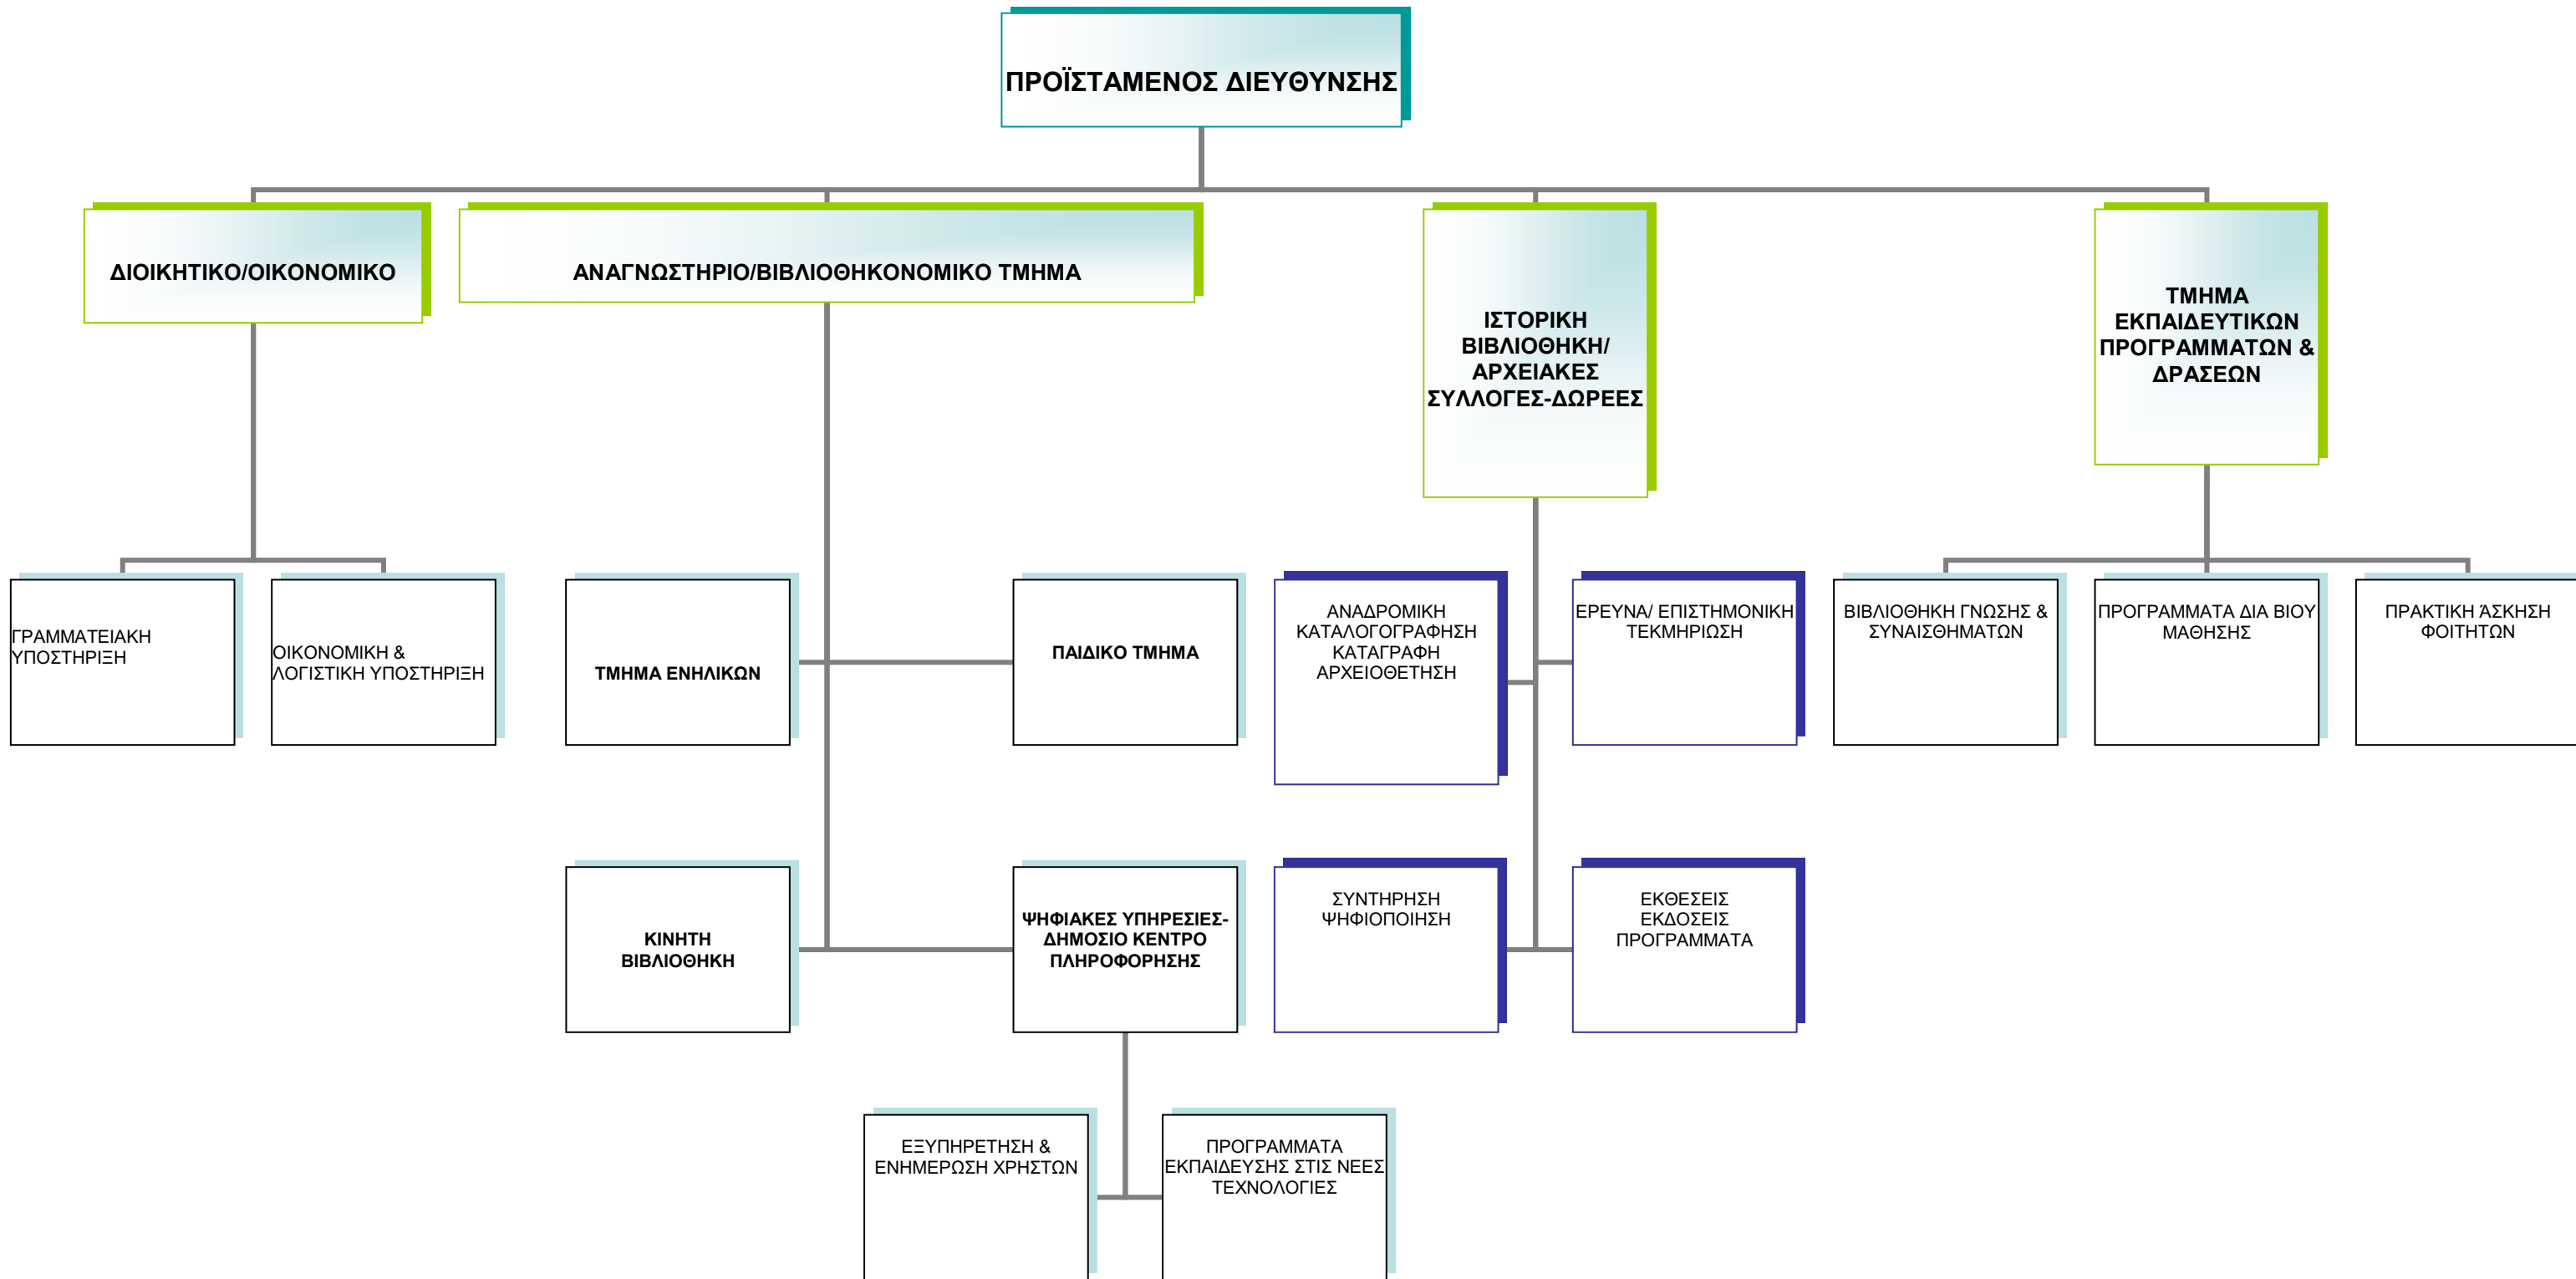 ΠΡΟΪΣΤΑΜΕΝΟΣ ΔΙΕΥΘΥΝΣΗΣ
ΔΙΟΙΚΗΤΙΚΟ/ΟΙΚΟΝΟΜΙΚΟ
ΑΝΑΓΝΩΣΤΗΡΙΟ/ΒΙΒΛΙΟΘΗΚΟΝΟΜΙΚΟ ΤΜΗΜΑ
ΙΣΤΟΡΙΚΗ
ΒΙΒΛΙΟΘΗΚΗ/
ΑΡΧΕΙΑΚΕΣ
ΣΥΛΛΟΓΕΣ-ΔΩΡΕΕΣ
ΤΜΗΜΑ
ΕΚΠΑΙΔΕΥΤΙΚΩΝ
ΠΡΟΓΡΑΜΜΑΤΩΝ &
ΔΡΑΣΕΩΝ
ΓΡΑΜΜΑΤΕΙΑΚΗ
ΥΠΟΣΤΗΡΙΞΗ
ΟΙΚΟΝΟΜΙΚΗ &
ΛΟΓΙΣΤΙΚΗ ΥΠΟΣΤΗΡΙΞΗ
ΤΜΗΜΑ ΕΝΗΛΙΚΩΝ
ΠΑΙΔΙΚΟ ΤΜΗΜΑ
ΑΝΑΔΡΟΜΙΚΗ
ΚΑΤΑΛΟΓΟΓΡΑΦΗΣΗ
ΚΑΤΑΓΡΑΦΗ
ΑΡΧΕΙΟΘΕΤΗΣΗ
ΕΡΕΥΝΑ/ ΕΠΙΣΤΗΜΟΝΙΚΗ
ΤΕΚΜΗΡΙΩΣΗ
ΒΙΒΛΙΟΘΗΚΗ ΓΝΩΣΗΣ &
ΣΥΝΑΙΣΘΗΜΑΤΩΝ
ΠΡΟΓΡΑΜΜΑΤΑ ΔΙΑ ΒΙΟΥ
ΜΑΘΗΣΗΣ
ΠΡΑΚΤΙΚΗ ΆΣΚΗΣΗ
ΦΟΙΤΗΤΩΝ
ΚΙΝΗΤΗ
ΒΙΒΛΙΟΘΗΚΗ
ΨΗΦΙΑΚΕΣ ΥΠΗΡΕΣΙΕΣ-
ΔΗΜΟΣΙΟ ΚΕΝΤΡΟ
ΠΛΗΡΟΦΟΡΗΣΗΣ
ΣΥΝΤΗΡΗΣΗ
ΨΗΦΙΟΠΟΙΗΣΗ
ΕΚΘΕΣΕΙΣ
ΕΚΔΟΣΕΙΣ
ΠΡΟΓΡΑΜΜΑΤΑ
ΕΞΥΠΗΡΕΤΗΣΗ &
ΕΝΗΜΕΡΩΣΗ ΧΡΗΣΤΩΝ
ΠΡΟΓΡΑΜΜΑΤΑ
ΕΚΠΑΙΔΕΥΣΗΣ ΣΤΙΣ ΝΕΕΣ
ΤΕΧΝΟΛΟΓΙΕΣ